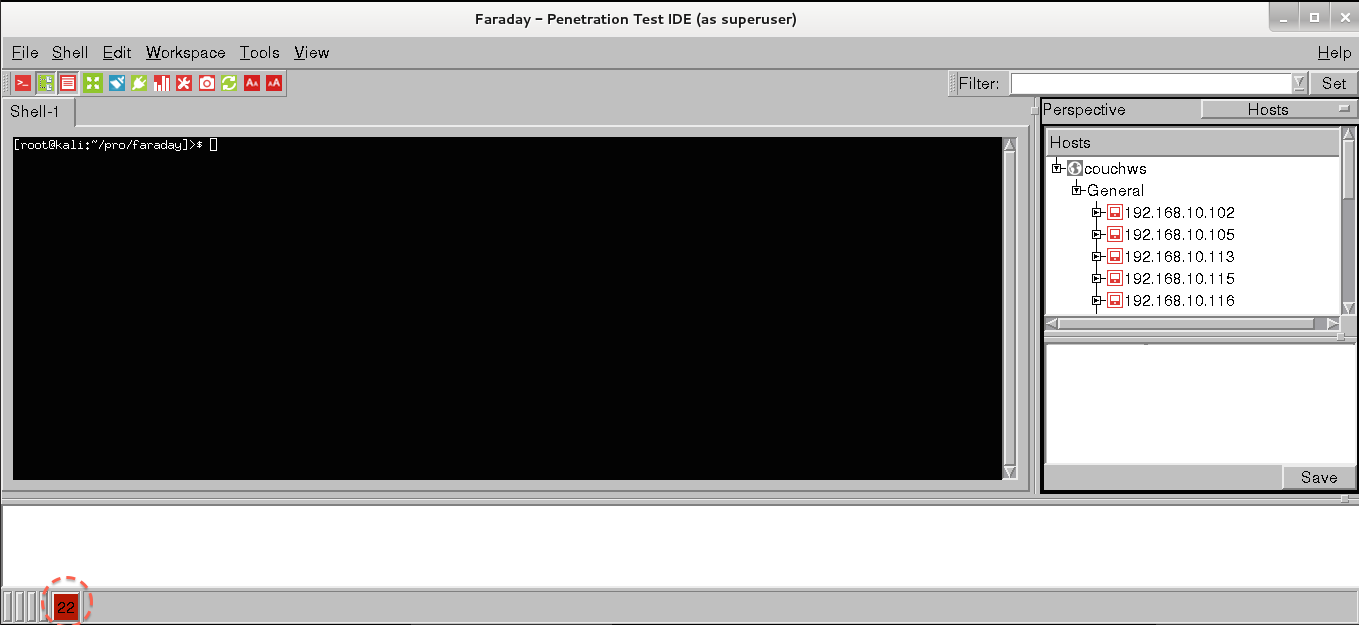 Faraday – Penetration Test IDE (as superuser)
File Shell Edit Workspace Tools View Help
Filter: Set
Shell-1
Perspective Hosts
[root@kali:~/pro/faraday]>$
Hosts
couchws
General
192.168.10.102
192.168.10.105
192.168.10.113
192.168.10.115
192.168.10.116
Save
22